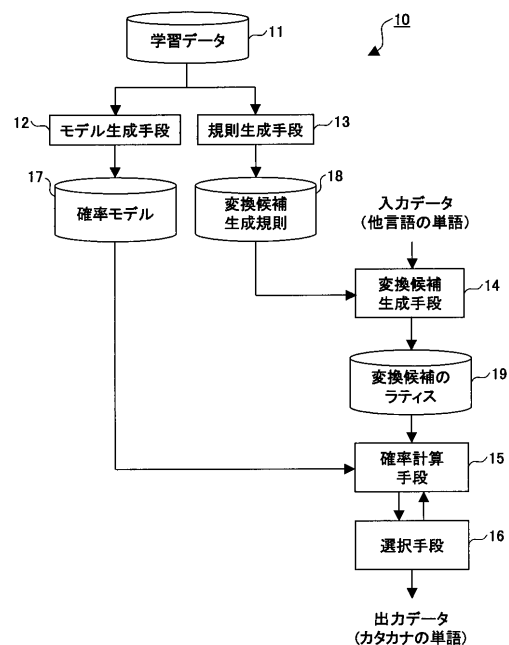 10
学習データ
11
12
モデル生成手段
規則生成手段
13
17
確率モデル
変換候補
生成規則
18
入力データ
(他言語の単語)
変換候補
生成手段
14
変換候補の
ラティス
19
確率計算
手段
15
選択手段
16
出力データ
(カタカナの単語)